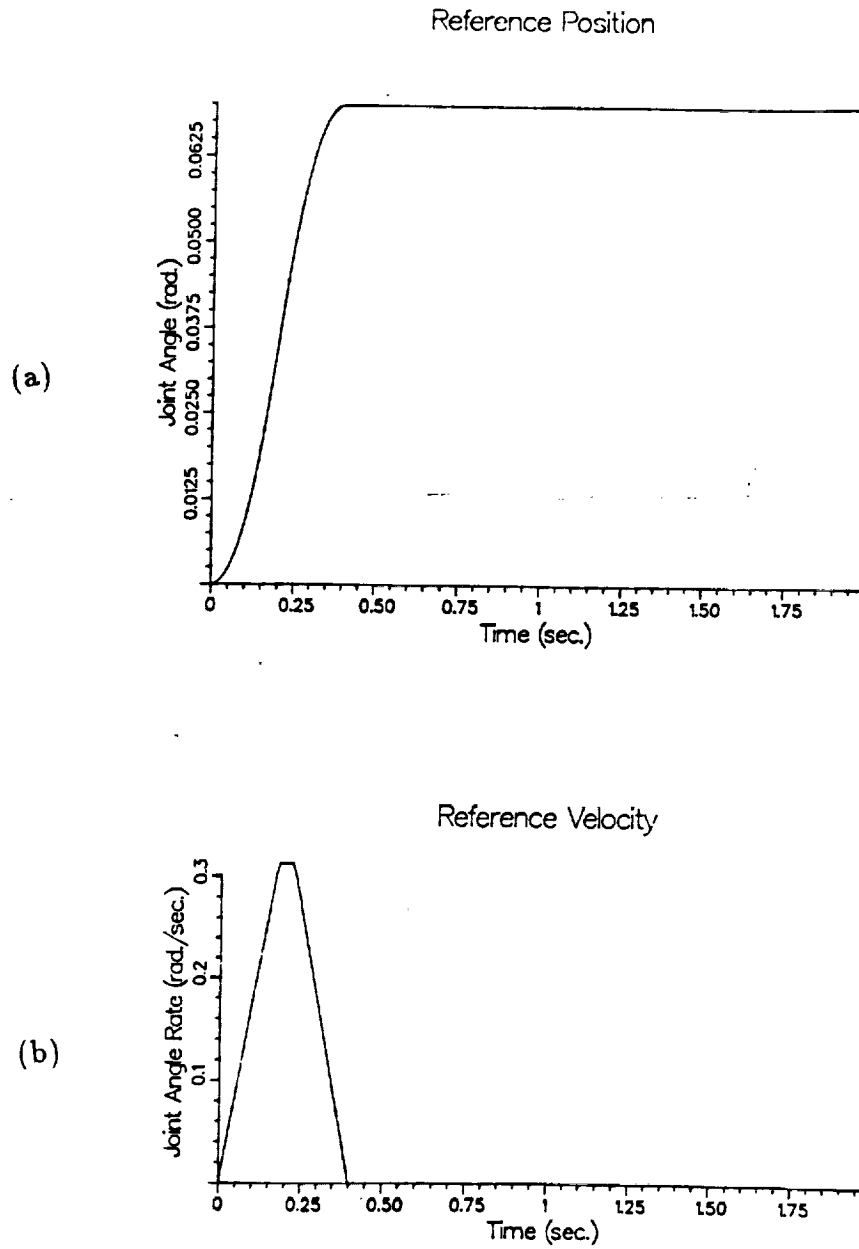 Reference Position
0.0625
0.0500
0.0375
0.0250
0.0125
Joint Angle (rad.)
(a)
0 0.25 0.50 0.75 1 1.25 1.50 1.75
Time (sec.)
Reference Velocity
0.3
0.2
0.1
Joint Angle Rate (rad./sec.)
(b)
0 0.25 0.50 0.75 1 1.25 1.50 1.75
Time (sec.)